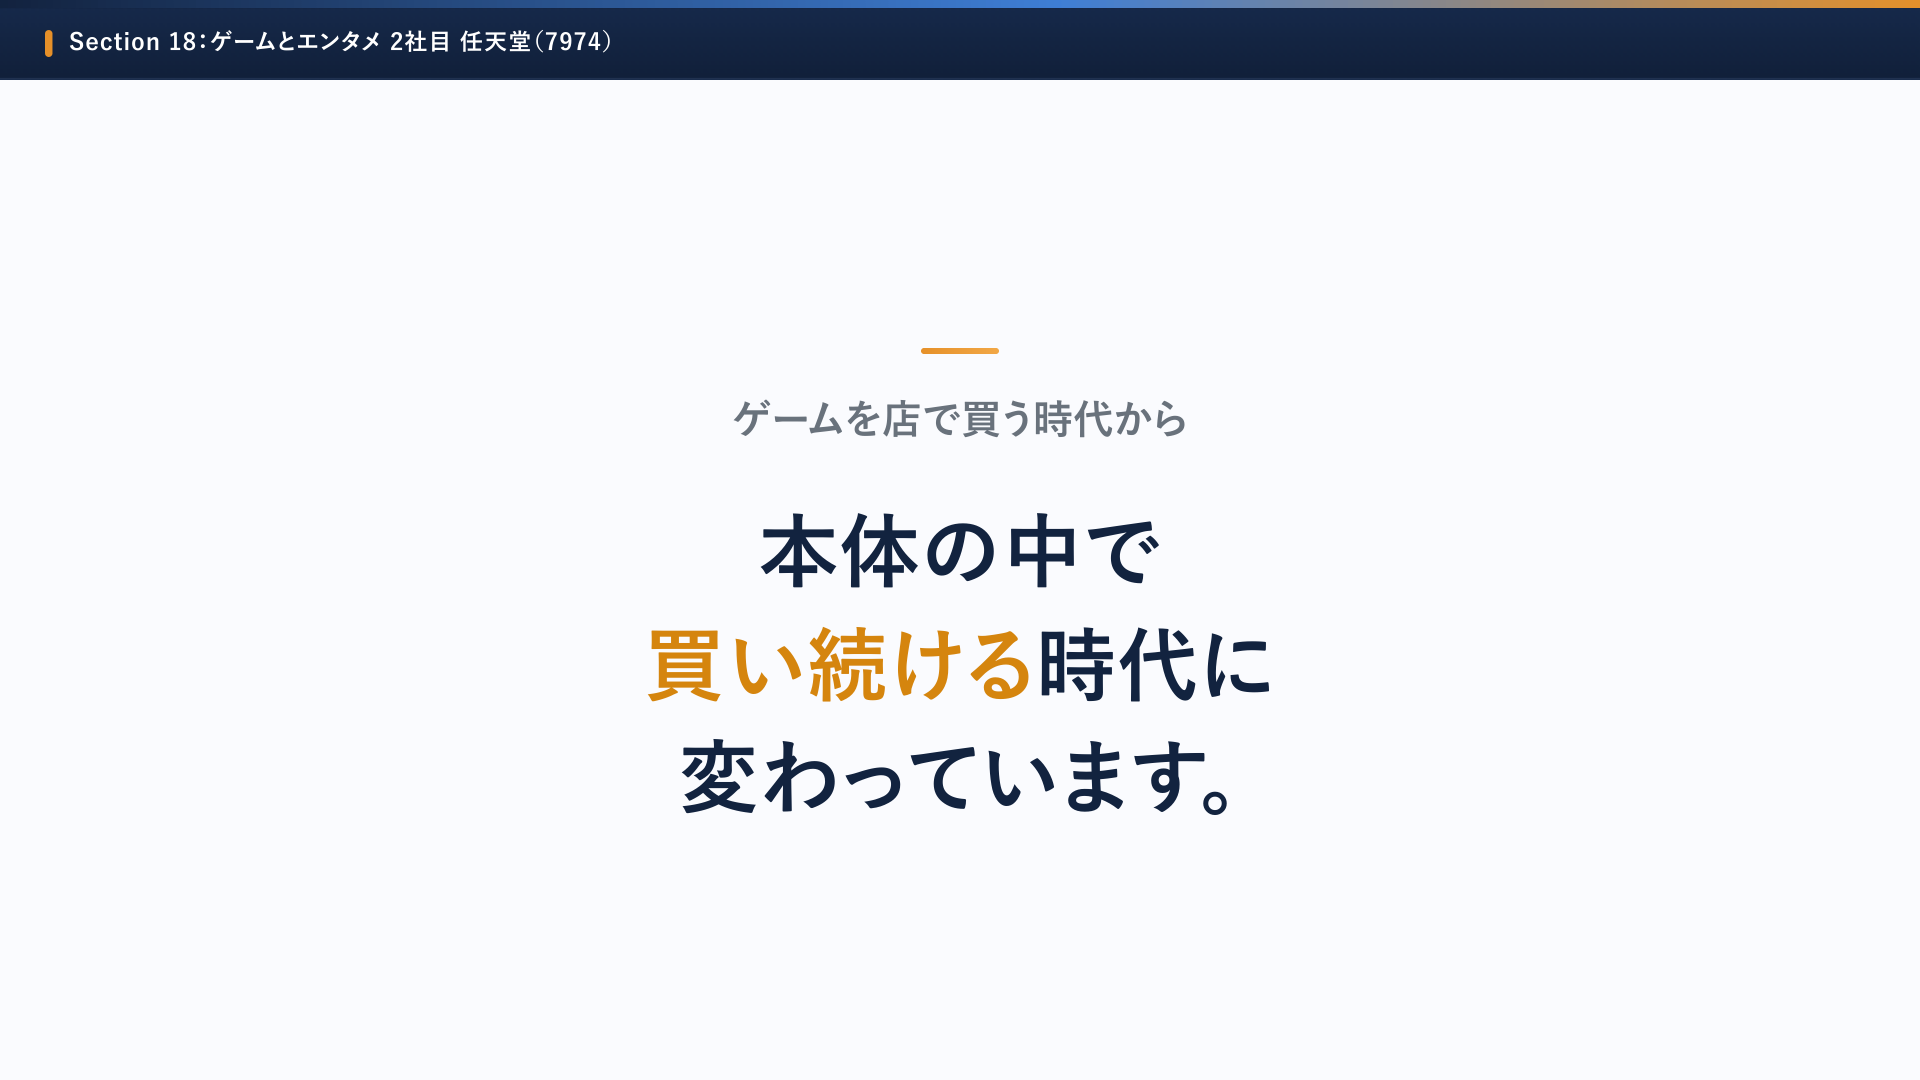 Section 18：ゲームとエンタメ 2社目 任天堂（7974）
ゲームを店で買う時代から
本体の中で
買い続ける時代に
変わっています。